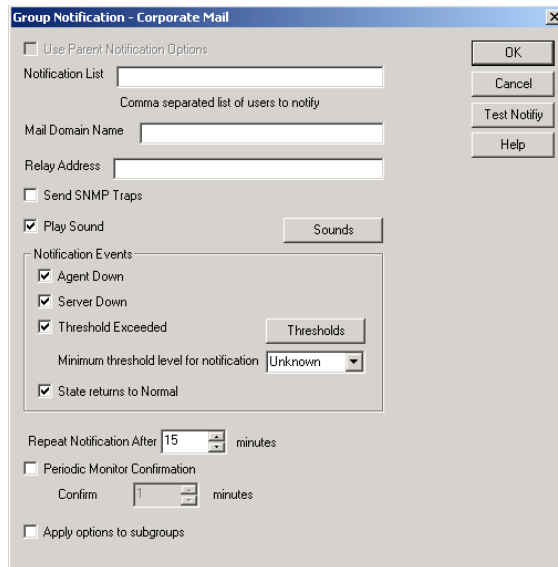 Group Notification - Corporate Mail
Use Parent Notification Options
OK
Notification List
Cancel
Comma separated list of users to notify
Test Notifiy
Mail Domain Name
Help
Relay Address
Send SNMP Traps
Play Sound
Sounds
Notification Events
Agent Down
Server Down
Threshold Exceeded
Thresholds
Minimum threshold level for notification Unknown
State returns to Normal
Repeat Notification After 15 minutes
Periodic Monitor Confirmation
Confirm 1 minutes
Apply options to subgroups